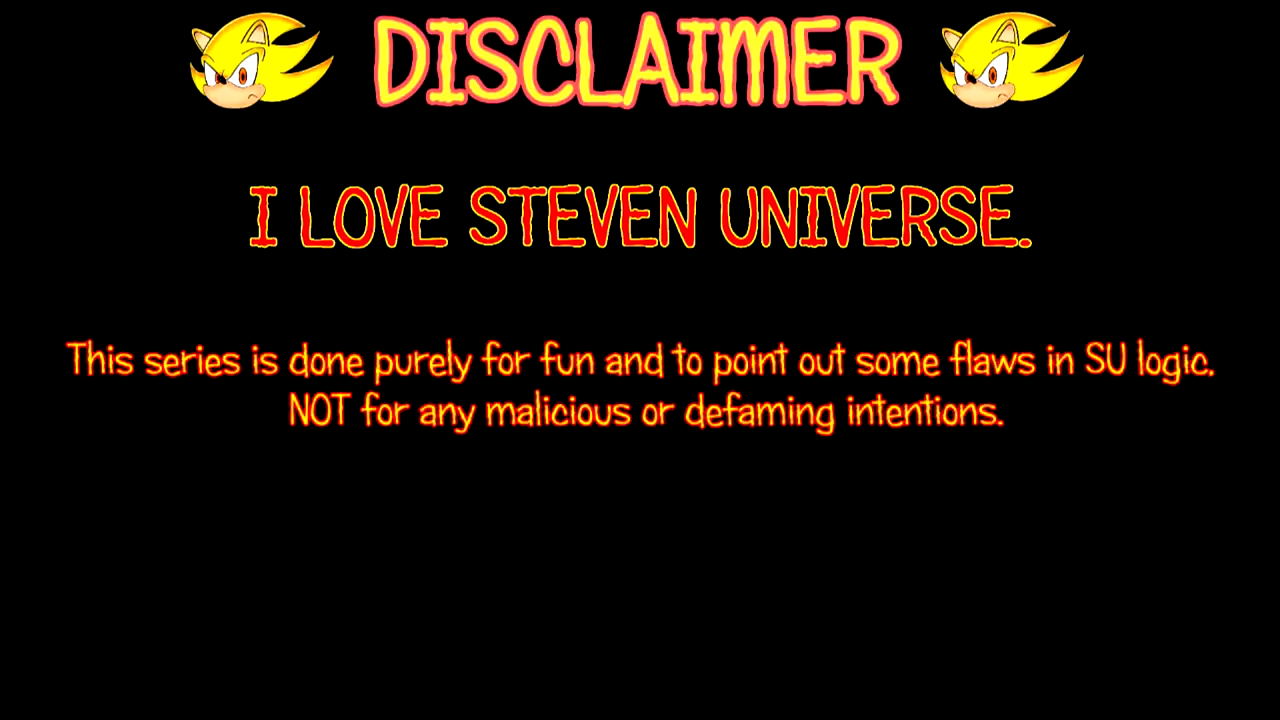 DISCLAIMER
I LOVE STEVEN UNIVERSE.
This series is done purely for fun and to point out some flaws in SU logic.
NOT for any malicious or defaming intentions.